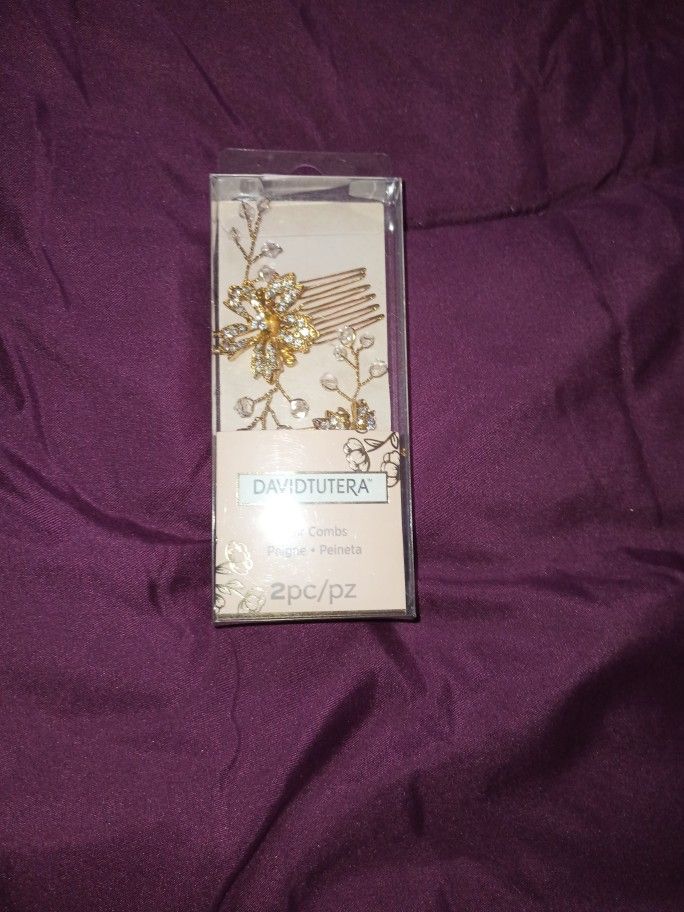 DAVIDTUTERA™
Combs
Peigne • Peineta
2pc/pz